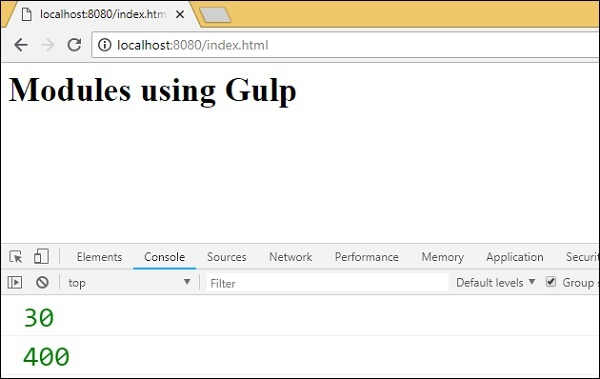 localhost:8080/index.htm
localhost:8080/index.html
Modules using Gulp
Elements Console Sources Network Performance Memory Application Securi
top Filter Default levels Group s
30
400